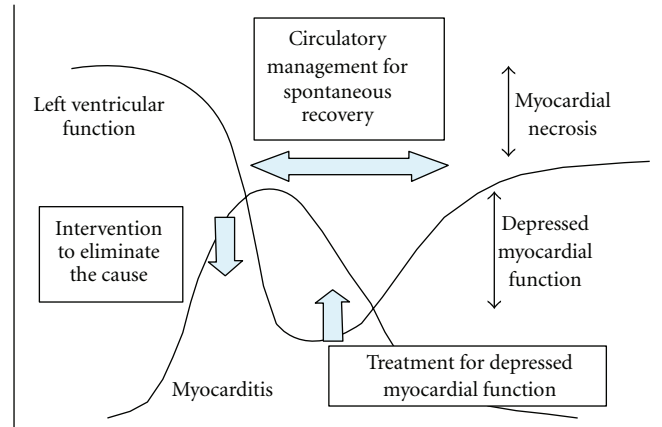 Circulatory
management for
spontaneous
recovery
Left ventricular
function
Myocardial
necrosis
Intervention
to eliminate
the cause
Depressed
myocardial
function
Treatment for depressed
myocardial function
Myocarditis